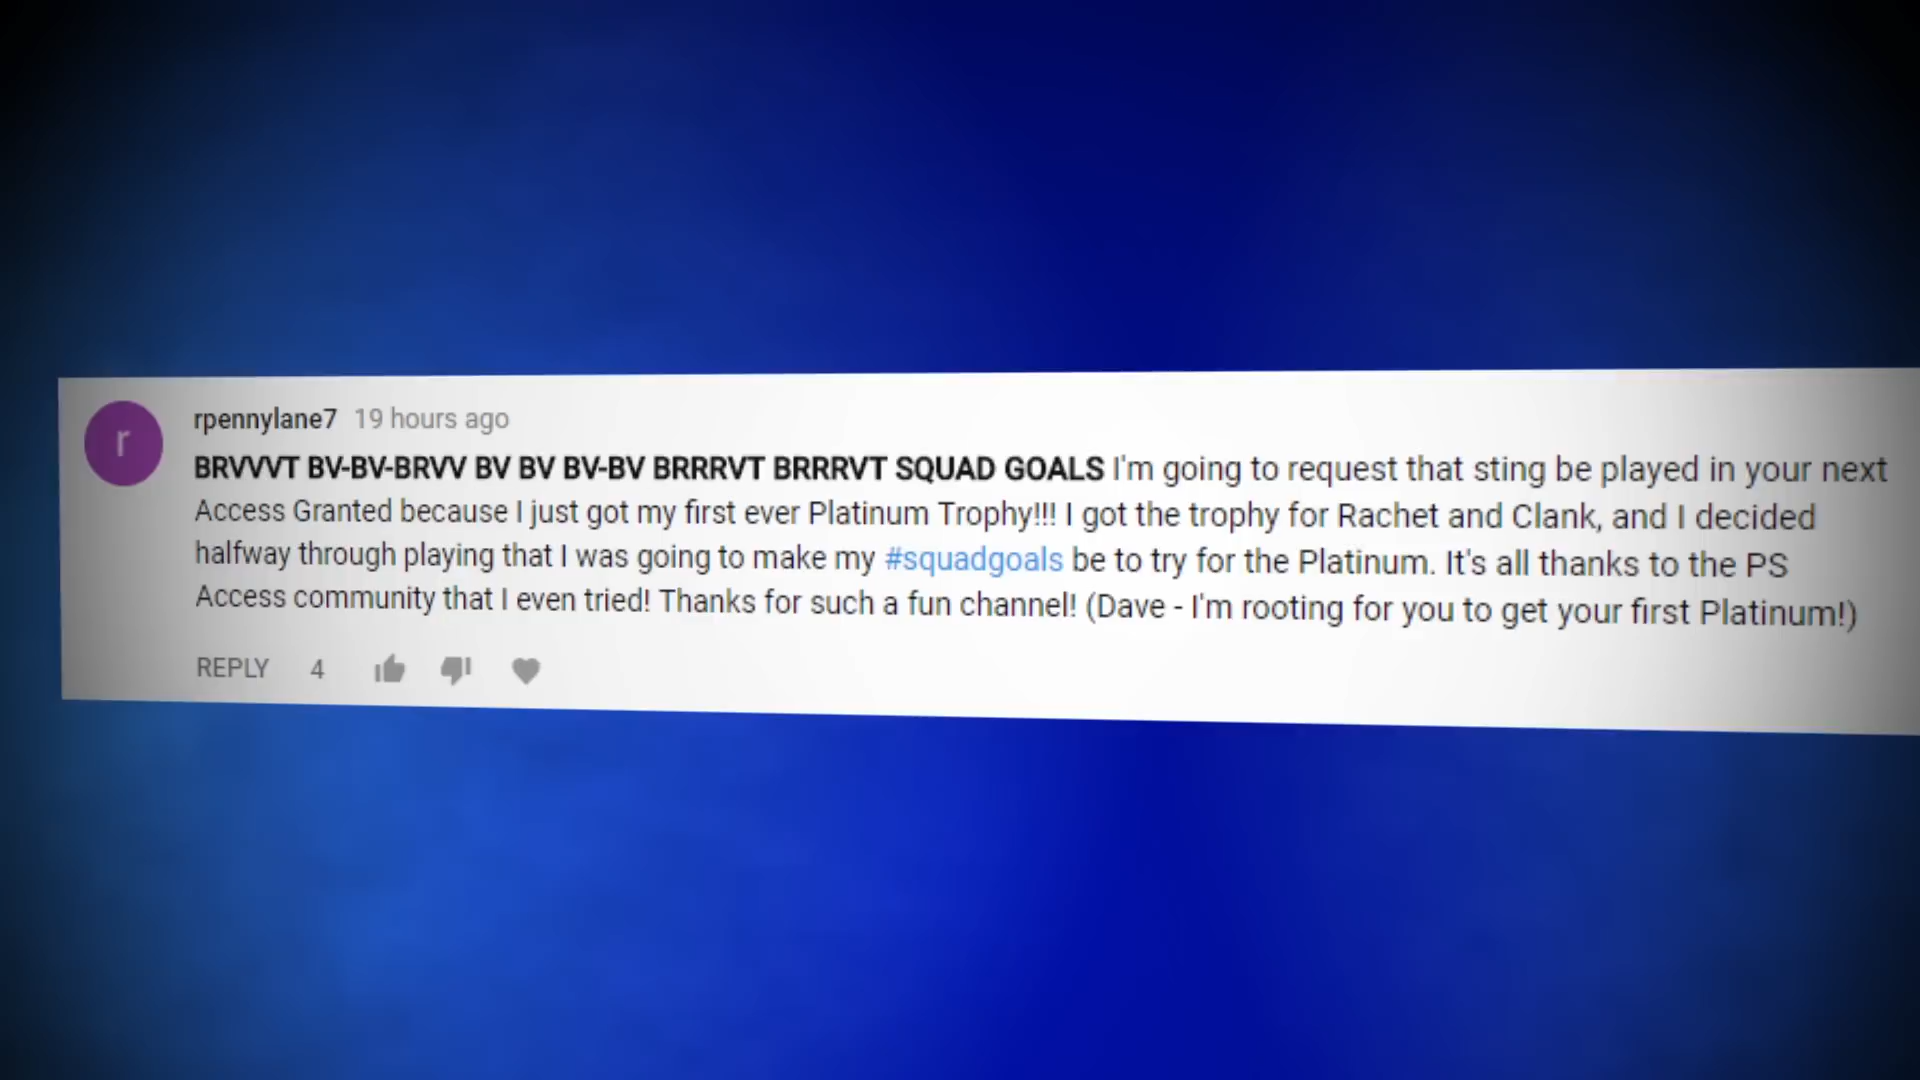 r
rpennylane7 19 hours ago
BRVVVT BV-BV-BRVV BV BV BV-BV BRRRVT BRRRVT SQUAD GOALS I'm going to request that sting be played in your next
Access Granted because I just got my first ever Platinum Trophy!!! I got the trophy for Rachet and Clank, and I decided
halfway through playing that I was going to make my #squadgoals be to try for the Platinum. It's all thanks to the PS
Access community that I even tried! Thanks for such a fun channel! (Dave - I'm rooting for you to get your first Platinum!)
REPLY 4